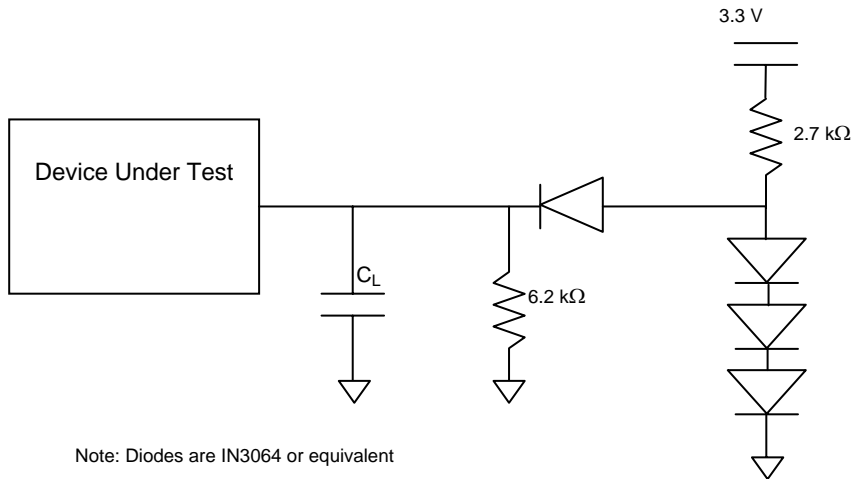 3.3 V
2.7 kΩ
Device Under Test
CL
6.2 kΩ
Note: Diodes are IN3064 or equivalent